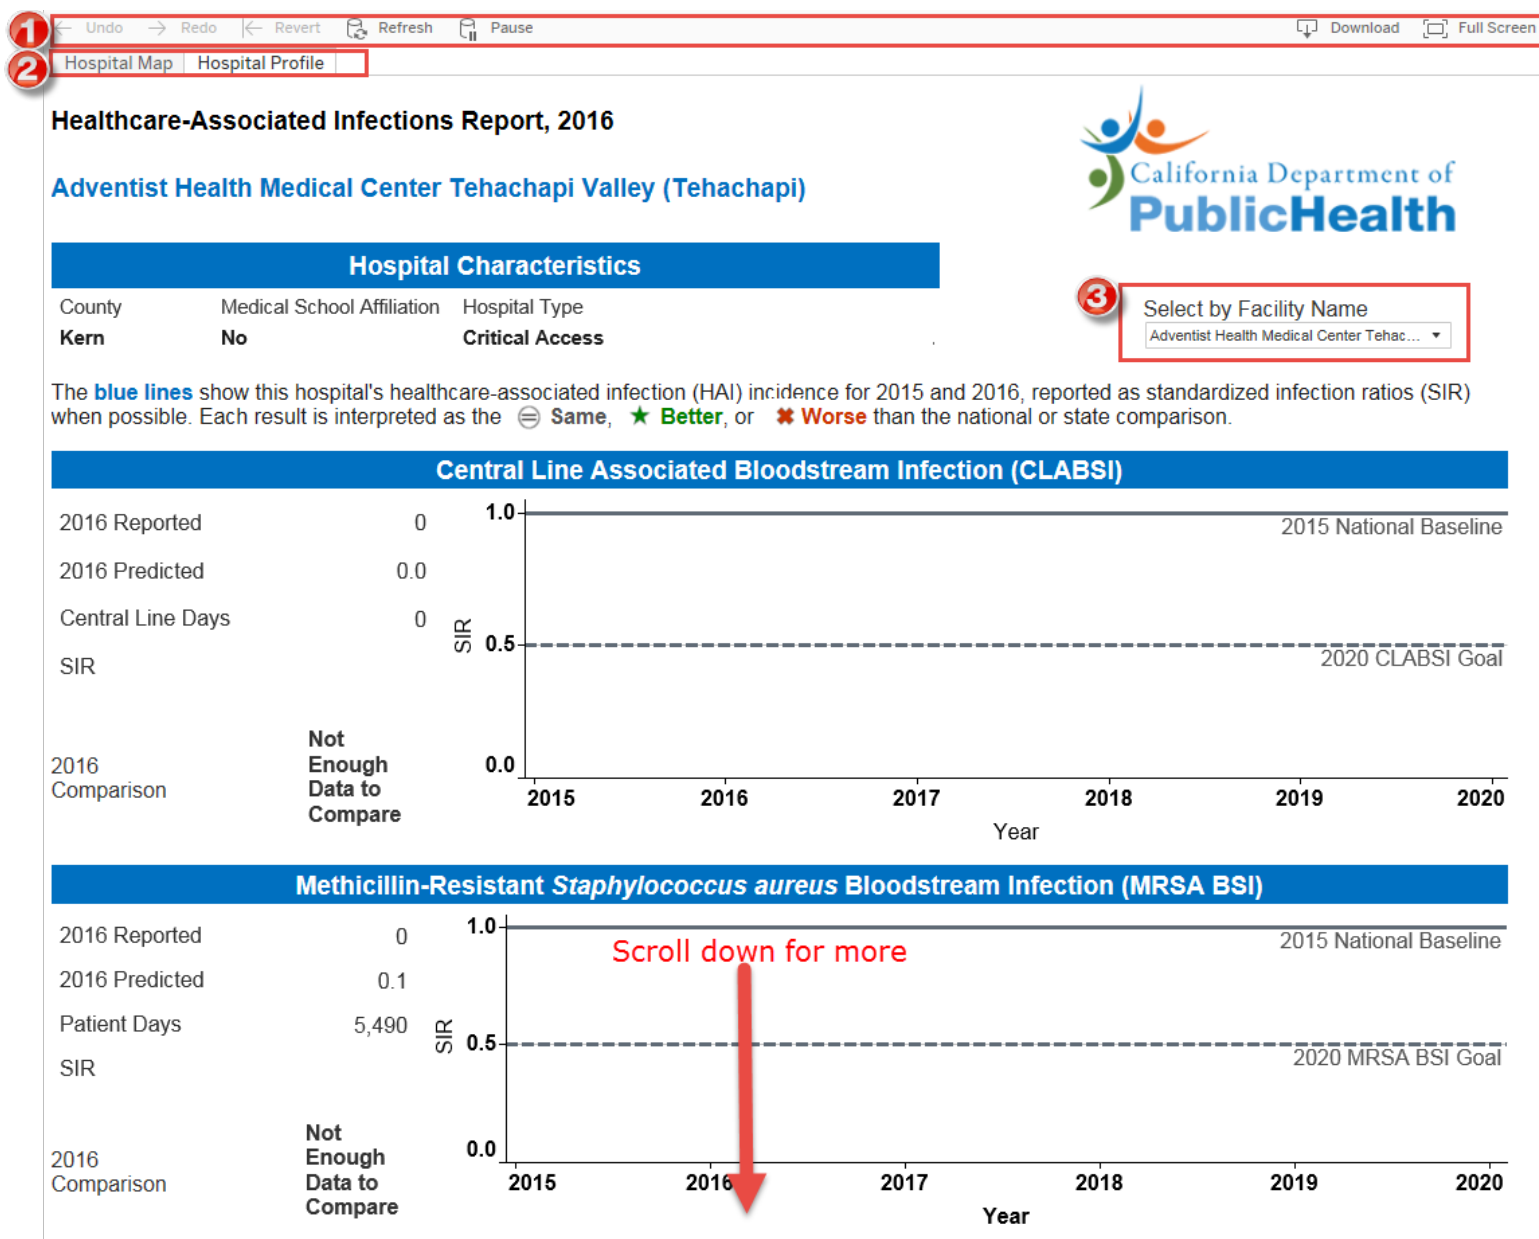 1
Undo Redo Revert Refresh Pause Download Full Screen
2
Hospital Map Hospital Profile
Healthcare-Associated Infections Report, 2016
Adventist Health Medical Center Tehachapi Valley (Tehachapi)
California Department of
PublicHealth
Hospital Characteristics
County Medical School Affiliation Hospital Type
Kern No Critical Access
3
Select by Facility Name
Adventist Health Medical Center Tehac...
The blue lines show this hospital's healthcare-associated infection (HAI) incidence for 2015 and 2016, reported as standardized infection ratios (SIR)
when possible. Each result is interpreted as the Same, Better, or Worse than the national or state comparison.
Central Line Associated Bloodstream Infection (CLABSI)
2016 Reported 0
2016 Predicted 0.0
Central Line Days 0
SIR
2016
Comparison
Not
Enough
Data to
Compare
SIR
1.0
0.5
0.0
2015 National Baseline
2020 CLABSI Goal
2015 2016 2017 2018 2019 2020
Year
Methicillin-Resistant Staphylococcus aureus Bloodstream Infection (MRSA BSI)
2016 Reported 0
2016 Predicted 0.1
Patient Days 5,490
SIR
2016
Comparison
Not
Enough
Data to
Compare
SIR
1.0
0.5
0.0
2015 National Baseline
Scroll down for more
2020 MRSA BSI Goal
2015 2016 2017 2018 2019 2020
Year